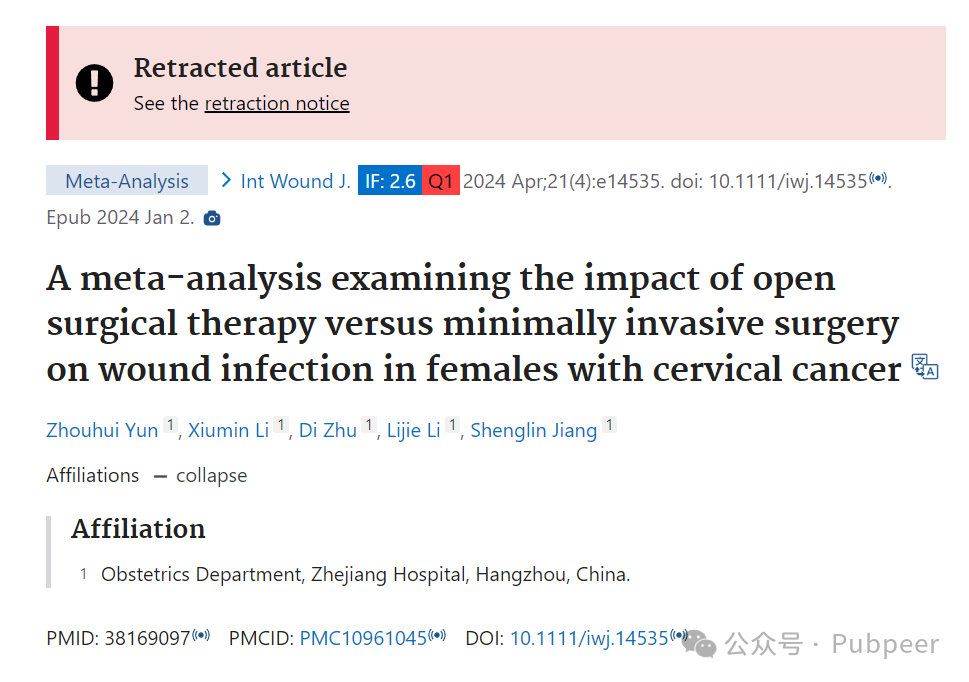 Retracted article
See the retraction notice
Meta-Analysis > Int Wound J. IF: 2.6 Q1 2024 Apr;21(4):e14535. doi: 10.1111/iwj.14535.
Epub 2024 Jan 2.
A meta-analysis examining the impact of open
surgical therapy versus minimally invasive surgery
on wound infection in females with cervical cancer
Zhouhui Yun 1, Xiumin Li 1, Di Zhu 1, Lijie Li 1, Shenglin Jiang 1
Affiliations — collapse
Affiliation
1 Obstetrics Department, Zhejiang Hospital, Hangzhou, China.
PMID: 38169097 PMCID: PMC10961045 DOI: 10.1111/iwj.14535
公众号 · Pubpeer